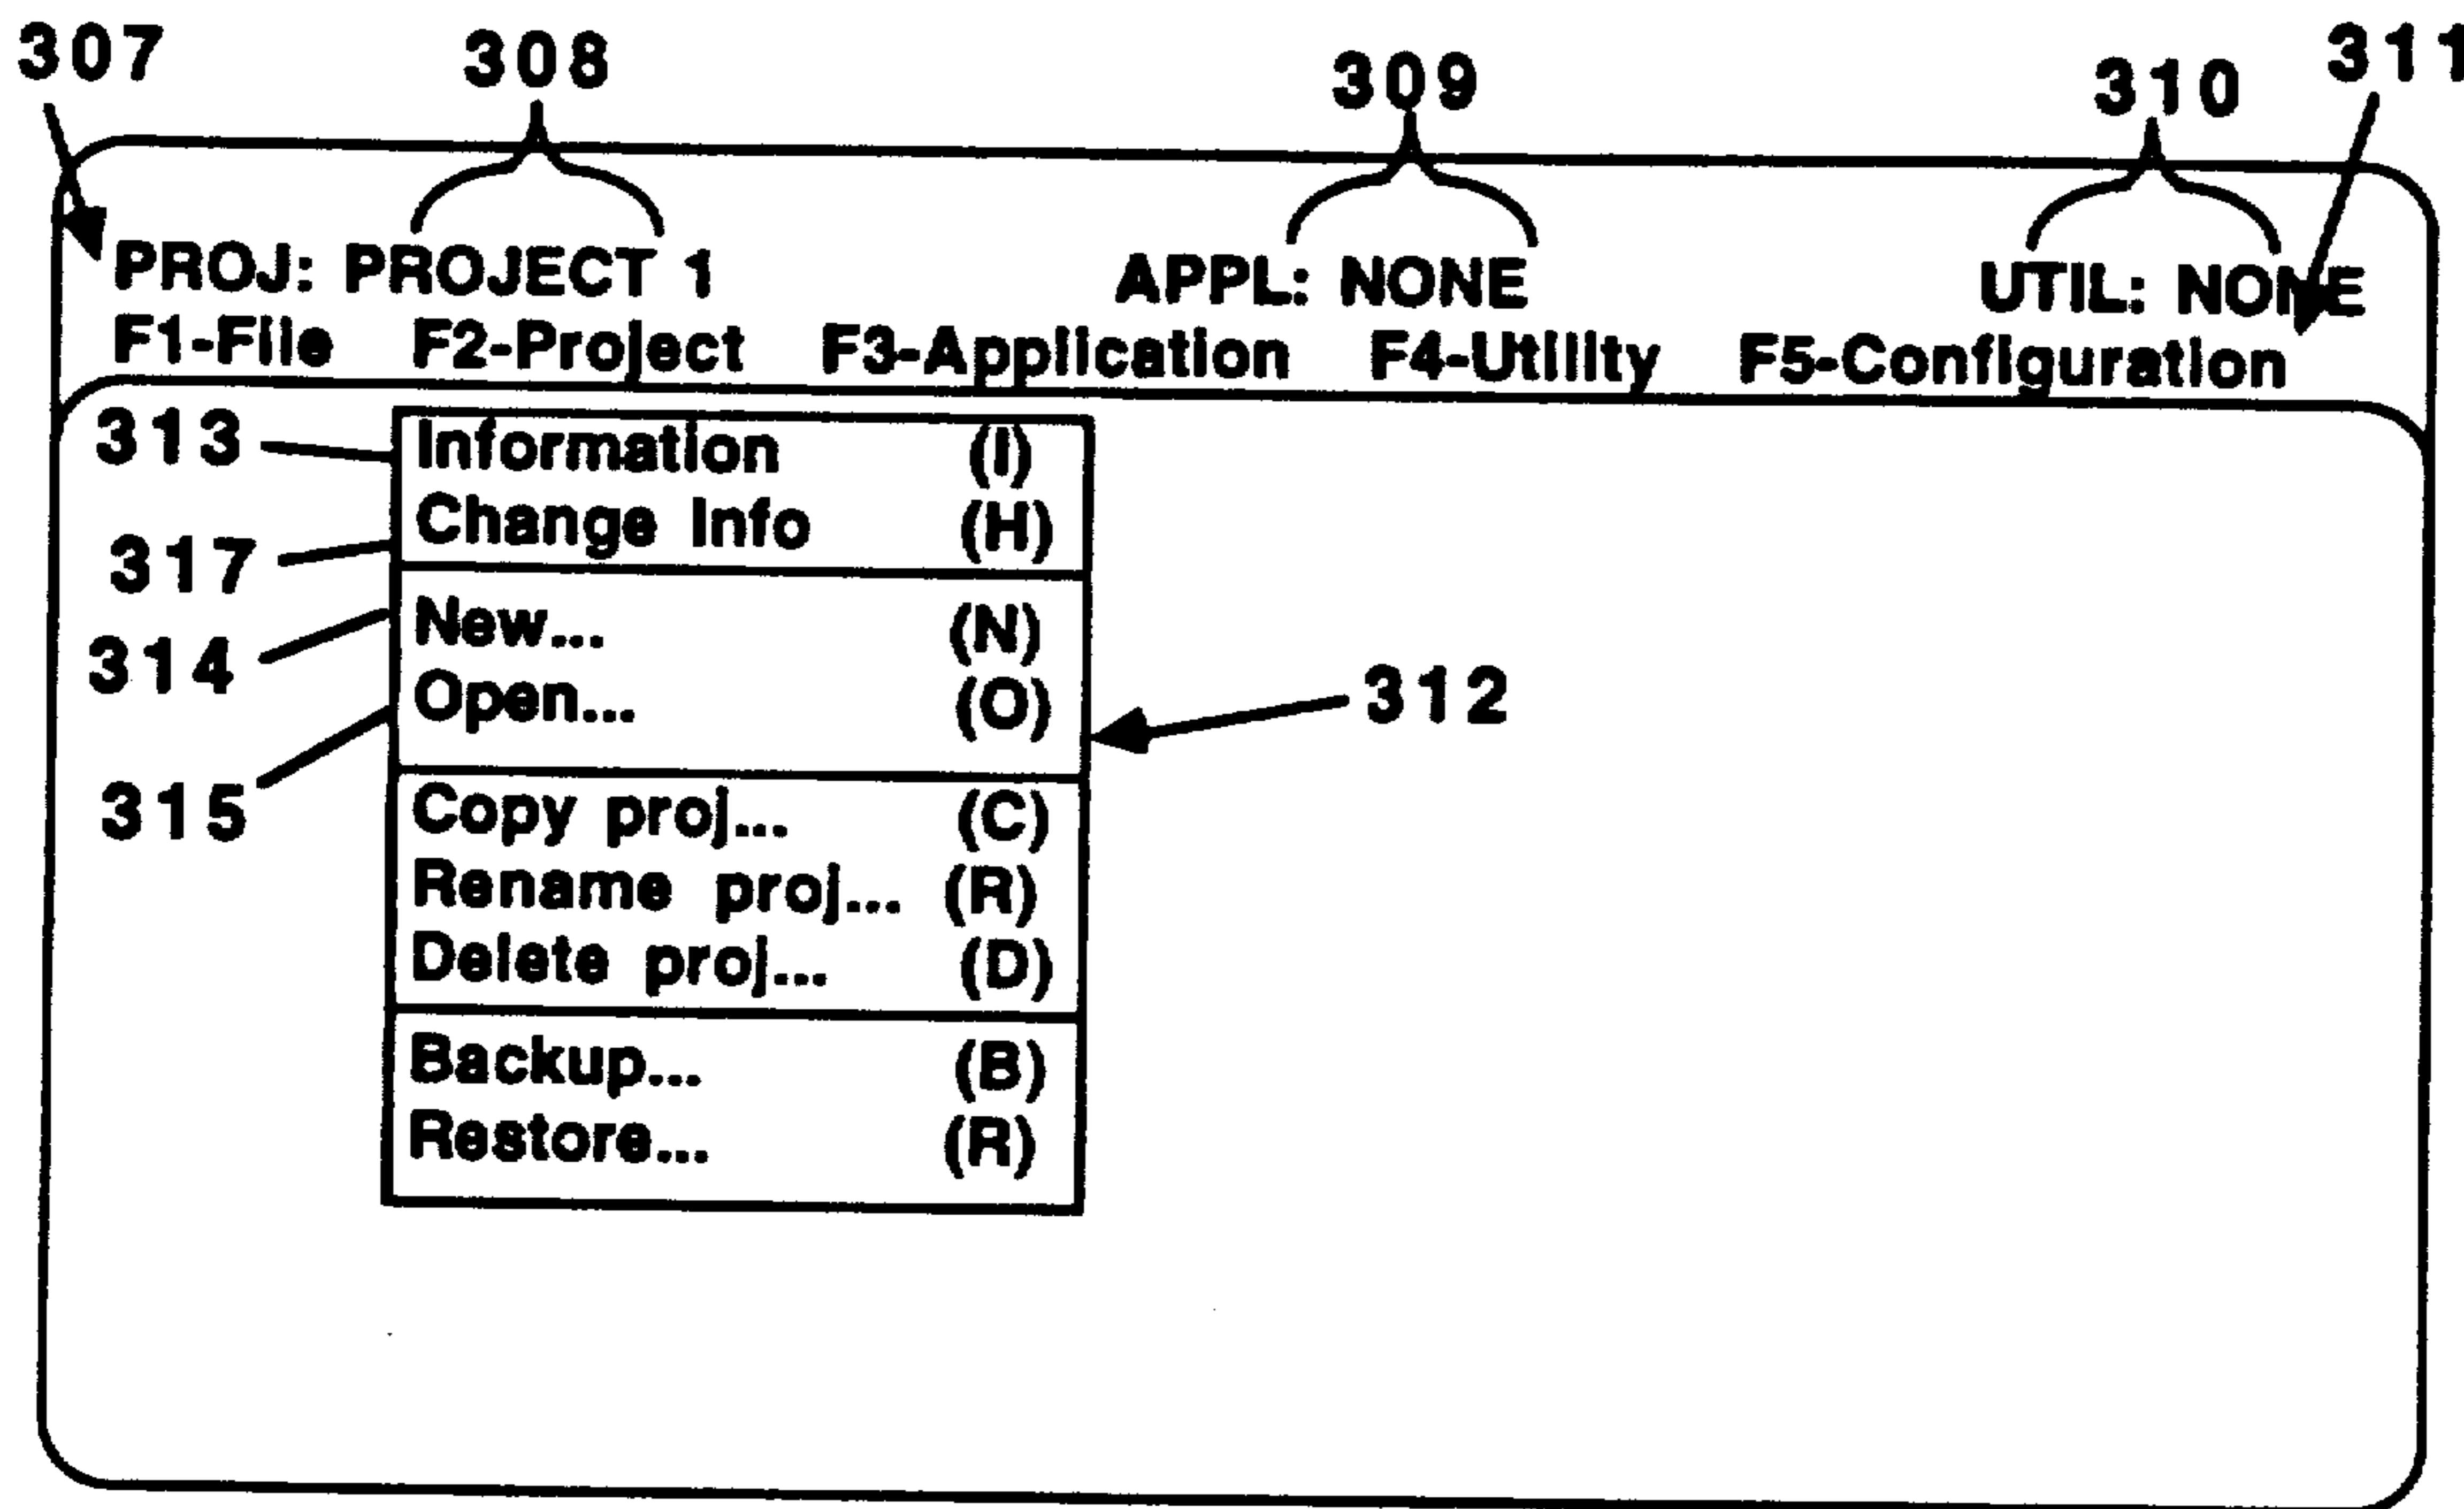 307 308 309 310 311
PROJ: PROJECT 1 APPL: NONE UTIL: NONE
F1-File F2-Project F3-Application F4-Utility F5-Configuration
313 Information (I)
Change Info (H)
317
New... (N)
314
Open... (O)
312
315
Copy proj... (C)
Rename proj... (R)
Delete proj... (D)
Backup... (B)
Restore... (R)